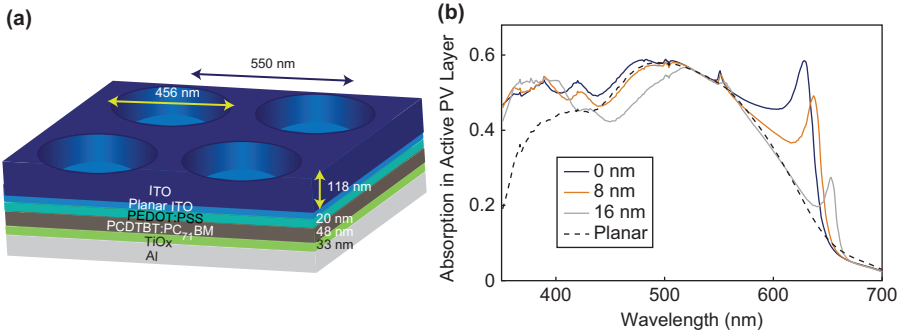 (a)
550 nm
456 nm
118 nm
ITO
Planar ITO
PEDOT:PSS
20 nm
PCDTBT:PC71BM
48 nm
TiOx
33 nm
Al
(b)
Absorption in Active PV Layer
0.6
0.4
0.2
0
0 nm
8 nm
16 nm
Planar
400
500
600
700
Wavelength (nm)